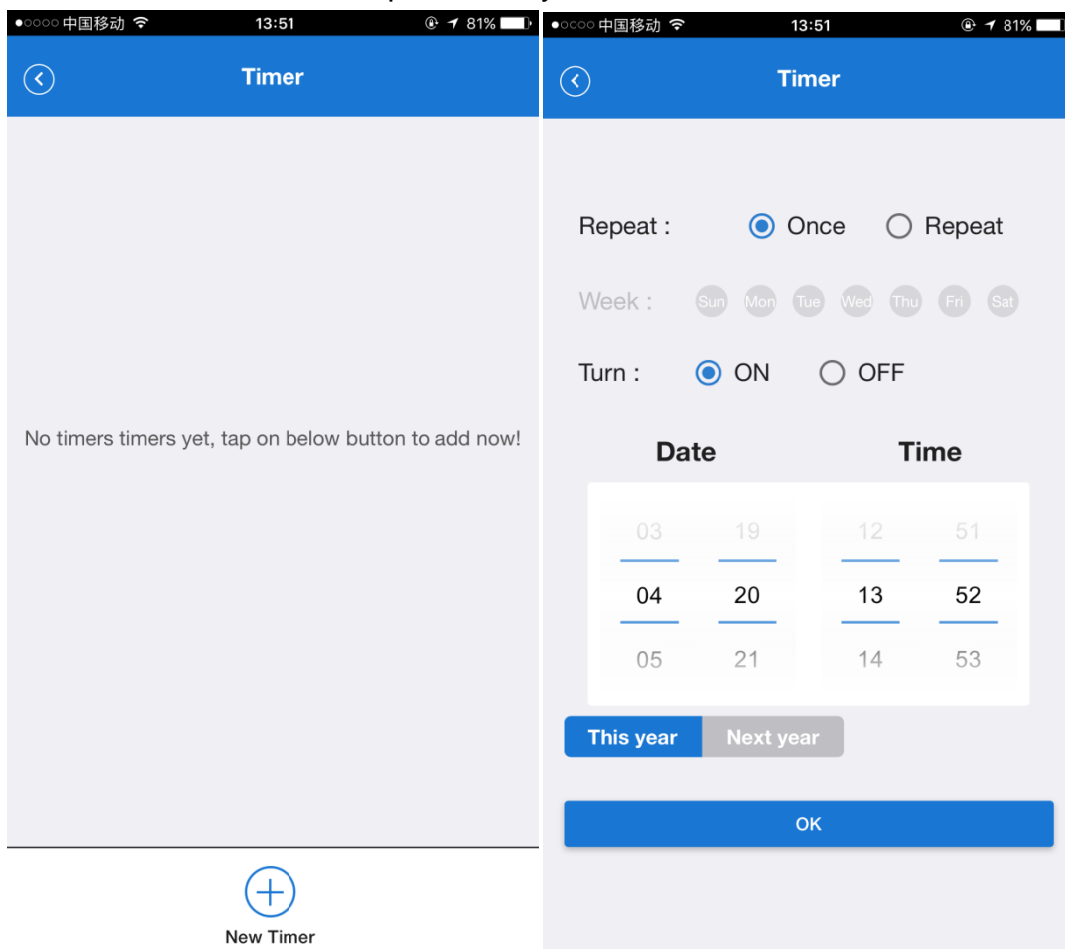 中国移动 13:51 81%
Timer
No timers timers yet, tap on below button to add now!
New Timer
中国移动 13:51 81%
Timer
Repeat : Once Repeat
Week : Sun Mon Tue Wed Thu Fri Sat
Turn : ON OFF
Date Time
03 19 12 51
04 20 13 52
05 21 14 53
This year Next year
OK